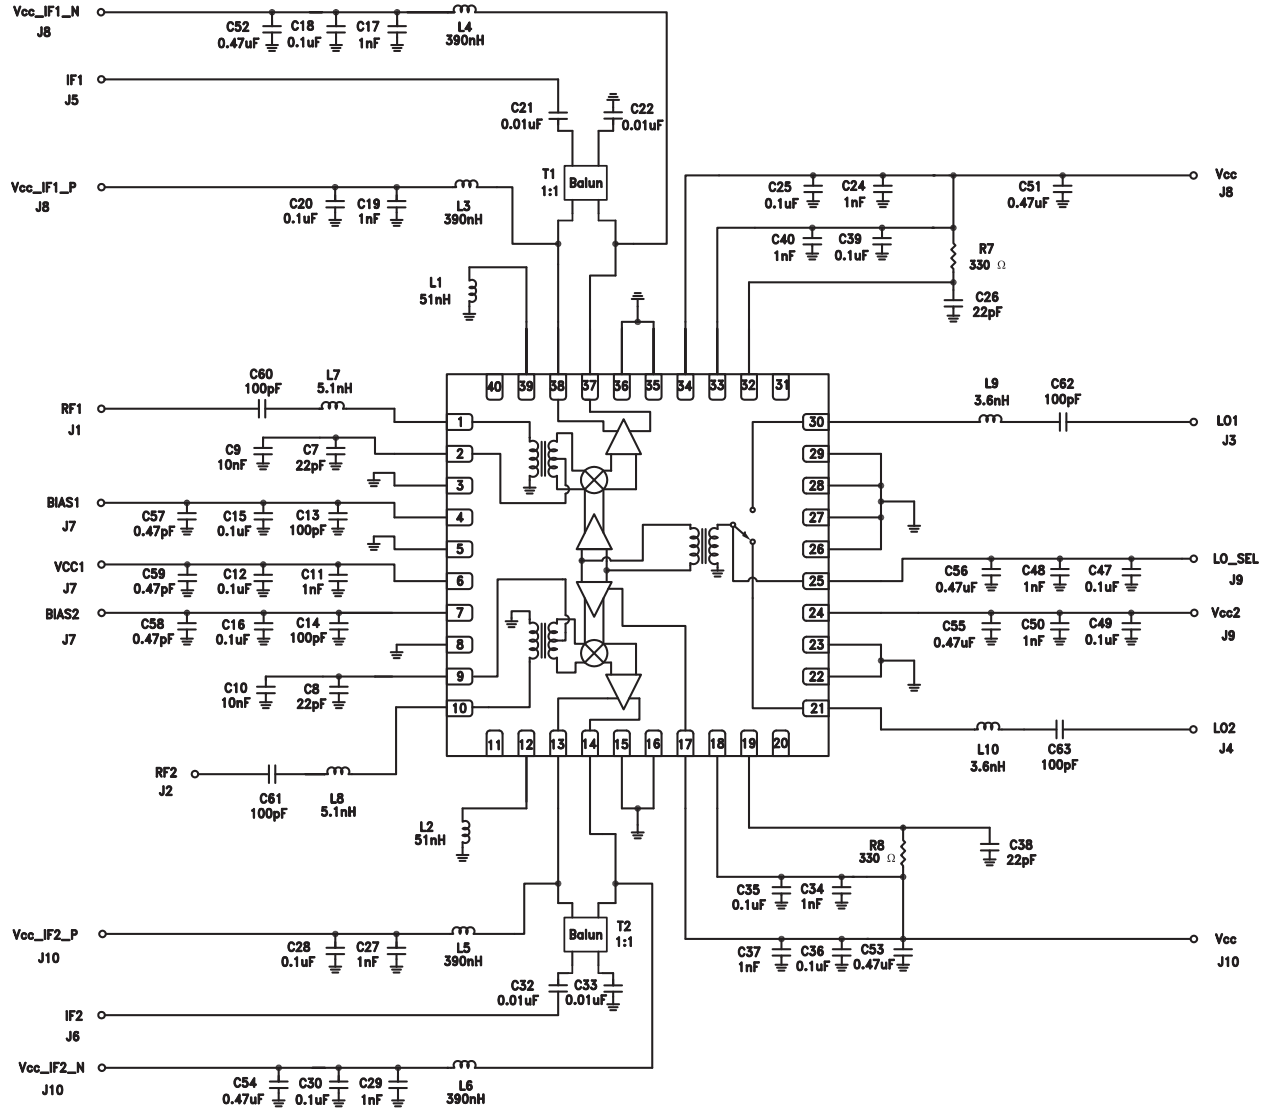 Vcc_IF1_N
J8
C52
0.47uF
C18
0.1uF
C17
1nF
L4
390nH
IF1
J5
C21
0.01uF
C22
0.01uF
T1
1:1
Balun
Vcc_IF1_P
J8
C20
0.1uF
C19
1nF
L3
390nH
L1
51nH
C25
0.1uF
C24
1nF
C51
0.47uF
Vcc
J8
C40
1nF
C39
0.1uF
R7
330 Ω
C26
22pF
40
39
38
37
36
35
34
33
32
31
RF1
J1
C60
100pF
L7
5.1nH
C9
10nF
C7
22pF
BIAS1
J7
C57
0.47pF
C15
0.1uF
C13
100pF
VCC1
J7
C59
0.47pF
C12
0.1uF
C11
1nF
BIAS2
J7
C58
0.47pF
C16
0.1uF
C14
100pF
C10
10nF
C8
22pF
RF2
J2
C61
100pF
L8
5.1nH
1
2
3
4
5
6
7
8
9
10
30
29
28
27
26
25
24
23
22
21
L9
3.6nH
C62
100pF
LO1
J3
C56
0.47uF
C48
1nF
C47
0.1uF
LO_SEL
J9
C55
0.47uF
C50
1nF
C49
0.1uF
Vcc2
J9
L10
3.6nH
C63
100pF
LO2
J4
11
12
13
14
15
16
17
18
19
20
L2
51nH
R8
330 Ω
C38
22pF
C35
0.1uF
C34
1nF
C37
1nF
C36
0.1uF
C53
0.47uF
Vcc
J10
Vcc_IF2_P
J10
C28
0.1uF
C27
1nF
L5
390nH
Balun
T2
1:1
C32
0.01uF
C33
0.01uF
IF2
J6
Vcc_IF2_N
J10
C54
0.47uF
C30
0.1uF
C29
1nF
L6
390nH